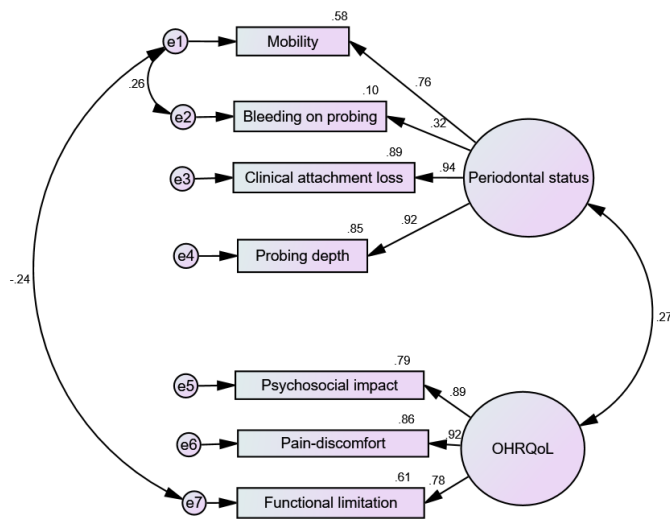 .58
e1
Mobility
.76
.26
.10
e2
Bleeding on probing
.32
.89
e3
Clinical attachment loss
.94
Periodontal status
.92
.85
e4
Probing depth
-.24
.27
.79
e5
Psychosocial impact
.89
.86
e6
Pain-discomfort
.92
OHRQoL
.61
.78
e7
Functional limitation